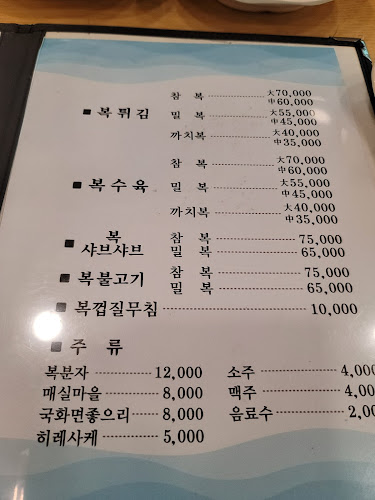 참 복 大70,000
中60,000
■ 복 튀 김 밀 복 大55,000
中45,000
까치복 大40,000
中35,000
참 복 大70,000
中60,000
■ 복 수 육 밀 복 大55,000
中45,000
까치복 大40,000
中35,000
■ 복 샤브샤브 참 복 75,000
밀 복 65,000
■ 복불고기 참 복 75,000
밀 복 65,000
■ 복껍질무침 10,000
■ 주 류
복분자 12,000 소주 4,00
매실마을 8,000 맥주 4,00
국화면좋으리 8,000 음료수 2,0
히레사케 5,000